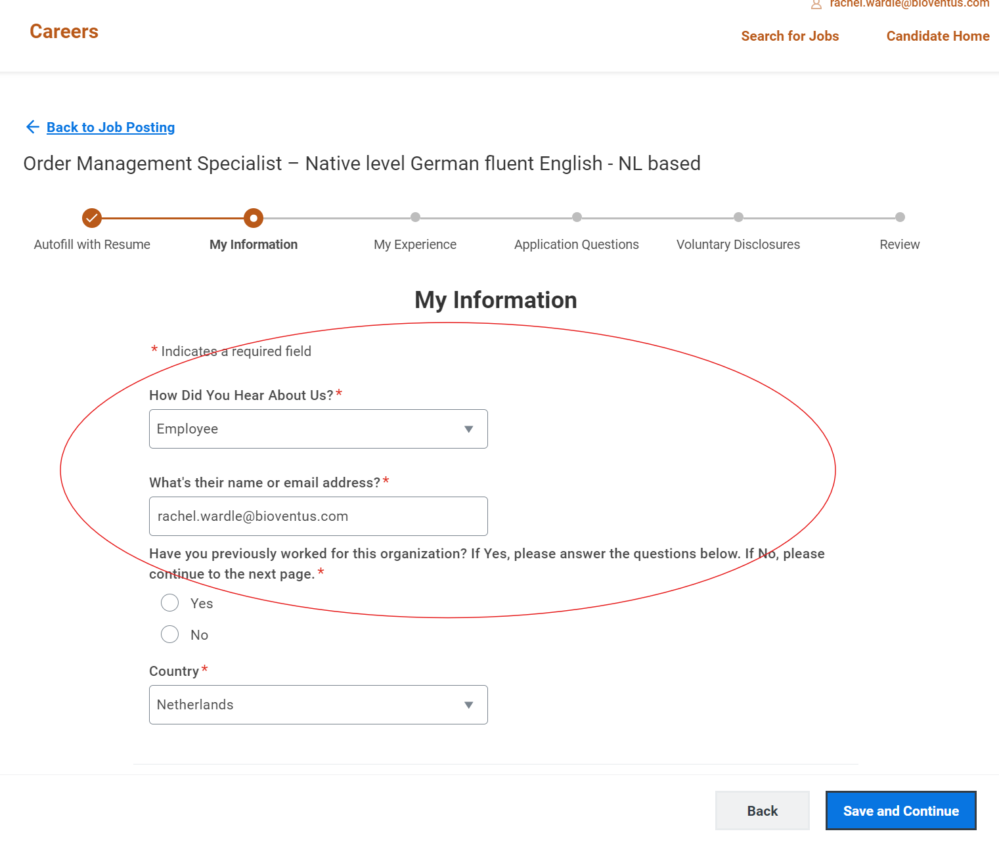 rachel.wardle@bioventus.com
Careers
Search for Jobs
Candidate Home
Back to Job Posting
Order Management Specialist – Native level German fluent English - NL based
Autofill with Resume
My Information
My Experience
Application Questions
Voluntary Disclosures
Review
My Information
* Indicates a required field
How Did You Hear About Us?*
Employee
What's their name or email address?*
rachel.wardle@bioventus.com
Have you previously worked for this organization? If Yes, please answer the questions below. If No, please
continue to the next page.*
Yes
No
Country*
Netherlands
Back
Save and Continue